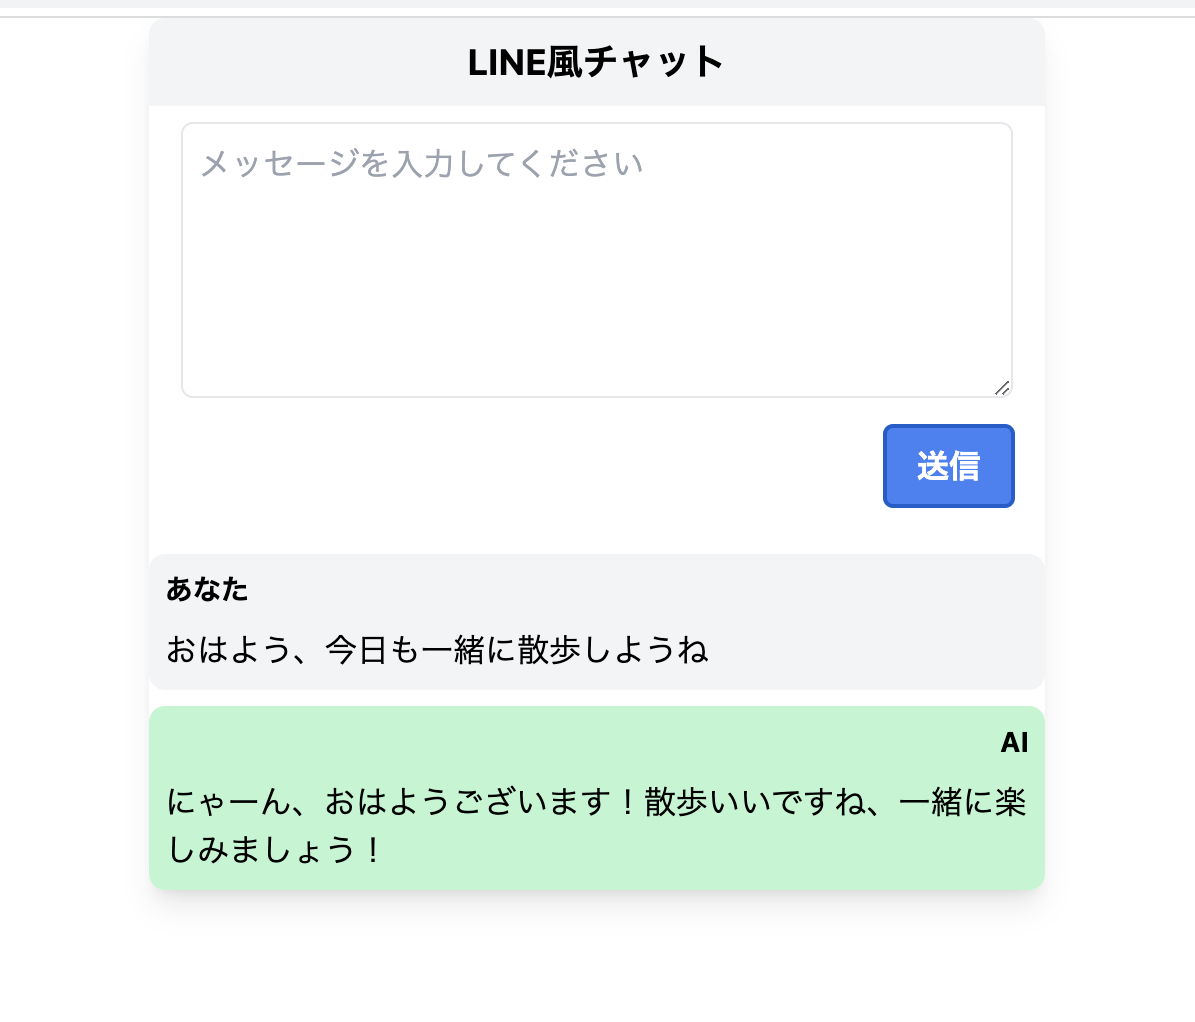 LINE風チャット
メッセージを入力してください
送信
あなた
おはよう、今日も一緒に散歩しようね
AI
にゃーん、おはようございます！散歩いいですね、一緒に楽
しみましょう！